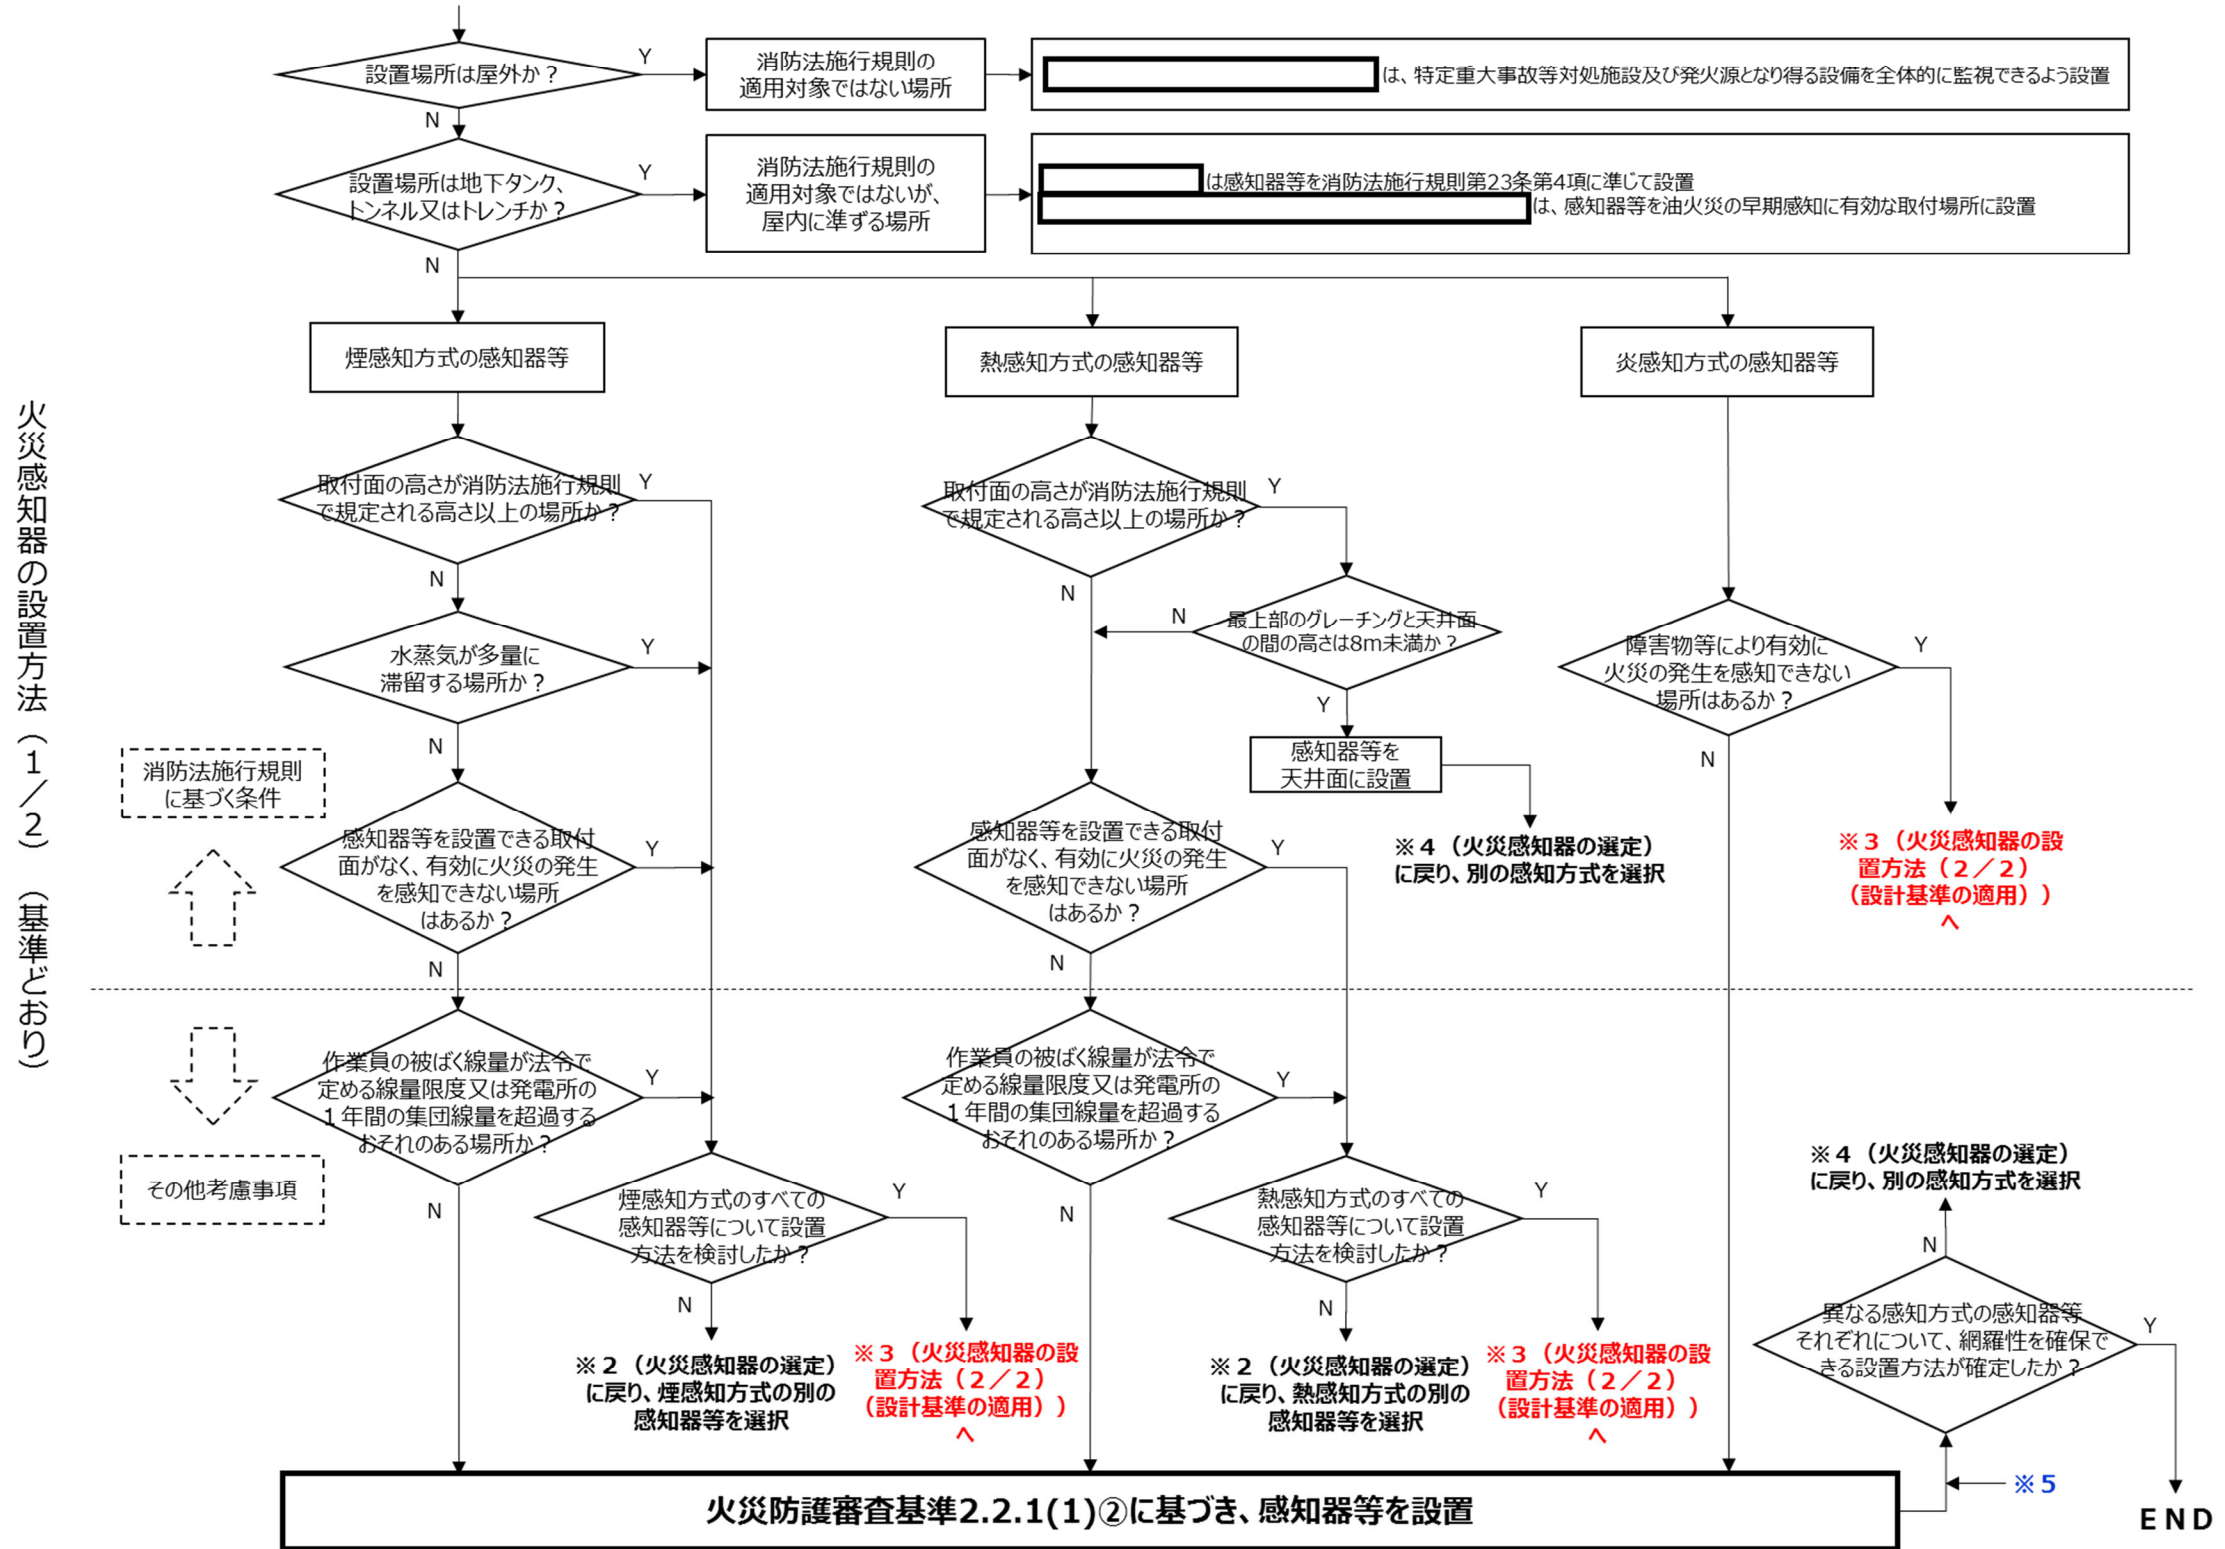 火災感知器の設置方法（１／２）（基準どおり）
設置場所は屋外か？
Y
消防法施行規則の
適用対象ではない場所
は、特定重大事故等対処施設及び発火源となり得る設備を全体的に監視できるよう設置
N
設置場所は地下タンク、
トンネル又はトレンチか？
Y
消防法施行規則の
適用対象ではないが、
屋内に準ずる場所
は感知器等を消防法施行規則第23条第4項に準じて設置
は、感知器等を油火災の早期感知に有効な取付場所に設置
N
煙感知方式の感知器等
熱感知方式の感知器等
炎感知方式の感知器等
取付面の高さが消防法施行規則
で規定される高さ以上の場所か？
Y
N
水蒸気が多量に
滞留する場所か？
Y
N
感知器等を設置できる取付
面がなく、有効に火災の発生
を感知できない場所
はあるか？
Y
N
作業員の被ばく線量が法令で
定める線量限度又は発電所の
１年間の集団線量を超過する
おそれのある場所か？
Y
N
煙感知方式のすべての
感知器等について設置
方法を検討したか？
Y
N
※２（火災感知器の選定）
に戻り、煙感知方式の別の
感知器等を選択
※３（火災感知器の設
置方法（２／２）
（設計基準の適用））
へ
取付面の高さが消防法施行規則
で規定される高さ以上の場所か？
Y
N
最上部のグレーチングと天井面
の間の高さは8m未満か？
N
Y
感知器等を
天井面に設置
※４（火災感知器の選定）
に戻り、別の感知方式を選択
感知器等を設置できる取付
面がなく、有効に火災の発生
を感知できない場所
はあるか？
Y
N
作業員の被ばく線量が法令で
定める線量限度又は発電所の
１年間の集団線量を超過する
おそれのある場所か？
Y
N
熱感知方式のすべての
感知器等について設置
方法を検討したか？
Y
N
※２（火災感知器の選定）
に戻り、熱感知方式の別の
感知器等を選択
※３（火災感知器の設
置方法（２／２）
（設計基準の適用））
へ
障害物等により有効に
火災の発生を感知できない
場所はあるか？
Y
N
※３（火災感知器の設
置方法（２／２）
（設計基準の適用））
へ
消防法施行規則
に基づく条件
その他考慮事項
※４（火災感知器の選定）
に戻り、別の感知方式を選択
N
異なる感知方式の感知器等
それぞれについて、網羅性を確保で
きる設置方法が確定したか？
Y
※５
END
火災防護審査基準2.2.1(1)②に基づき、感知器等を設置